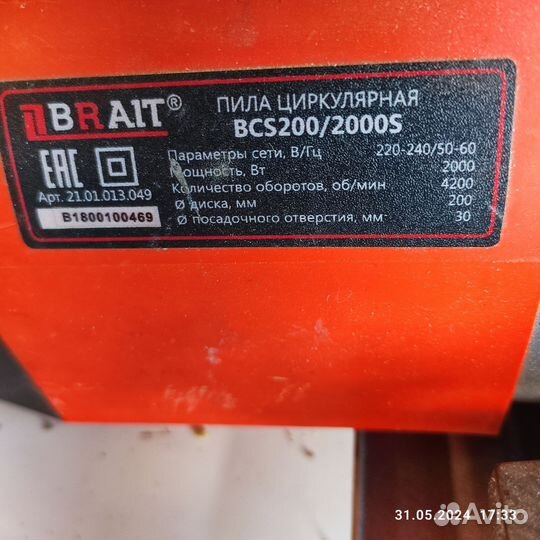 BRAIT®
ПИЛА ЦИРКУЛЯРНАЯ
BCS200/2000S
EAC
Арт. 21.01.013.049
B1800100469
Параметры сети, В/Гц 220-240/50-60
Мощность, Вт 2000
Количество оборотов, об/мин 4200
Ø диска, мм 200
Ø посадочного отверстия, мм 30
31.05.2024 17:33
Avito